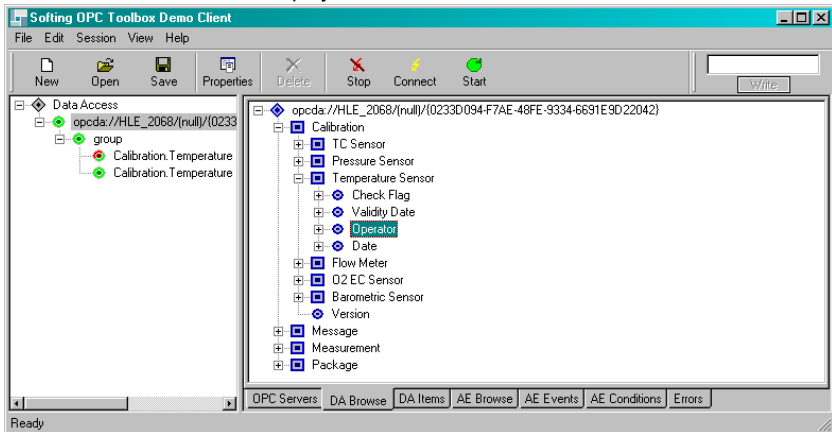 Softing OPC Toolbox Demo Client
File Edit Session View Help
New Open Save Properties Delete Stop Connect Start Write
Data Access
opcda://HLE_2068/(null)/{0233
group
Calibration.Temperature
Calibration.Temperature
opcda://HLE_2068/(null)/{0233D094-F7AE-48FE-9334-6691E9D22042}
Calibration
TC Sensor
Pressure Sensor
Temperature Sensor
Check Flag
Validity Date
Operator
Date
Flow Meter
O2 EC Sensor
Barometric Sensor
Version
Message
Measurement
Package
OPC Servers DA Browse DA Items AE Browse AE Events AE Conditions Errors
Ready